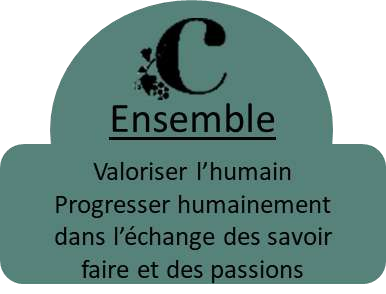 C
Ensemble
Valoriser l’humain
Progresser humainement
dans l’échange des savoir
faire et des passions